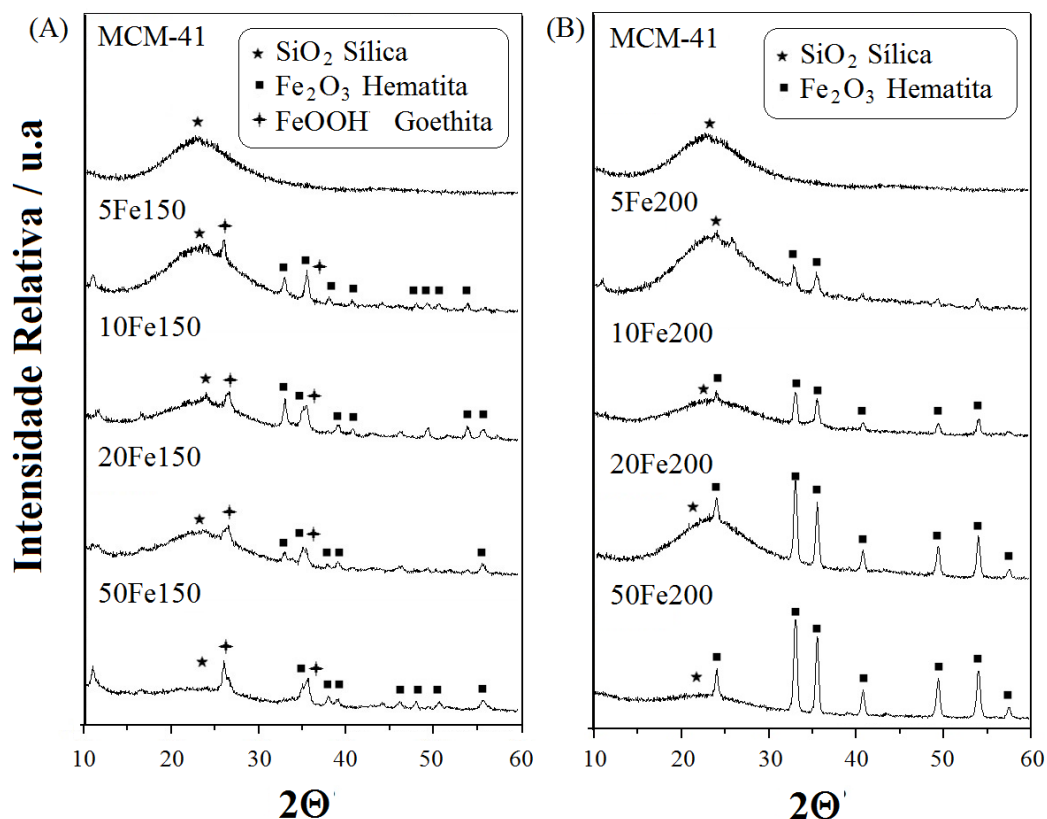 Intensidade Relativa / u.a
(A)
MCM-41
★ SiO₂ Sílica
■ Fe₂O₃ Hematita
✦ FeOOH Goethita
5Fe150
10Fe150
20Fe150
50Fe150
10 20 30 40 50 60
2Θ'
(B)
MCM-41
★ SiO₂ Sílica
■ Fe₂O₃ Hematita
5Fe200
10Fe200
20Fe200
50Fe200
10 20 30 40 50 60
2Θ'